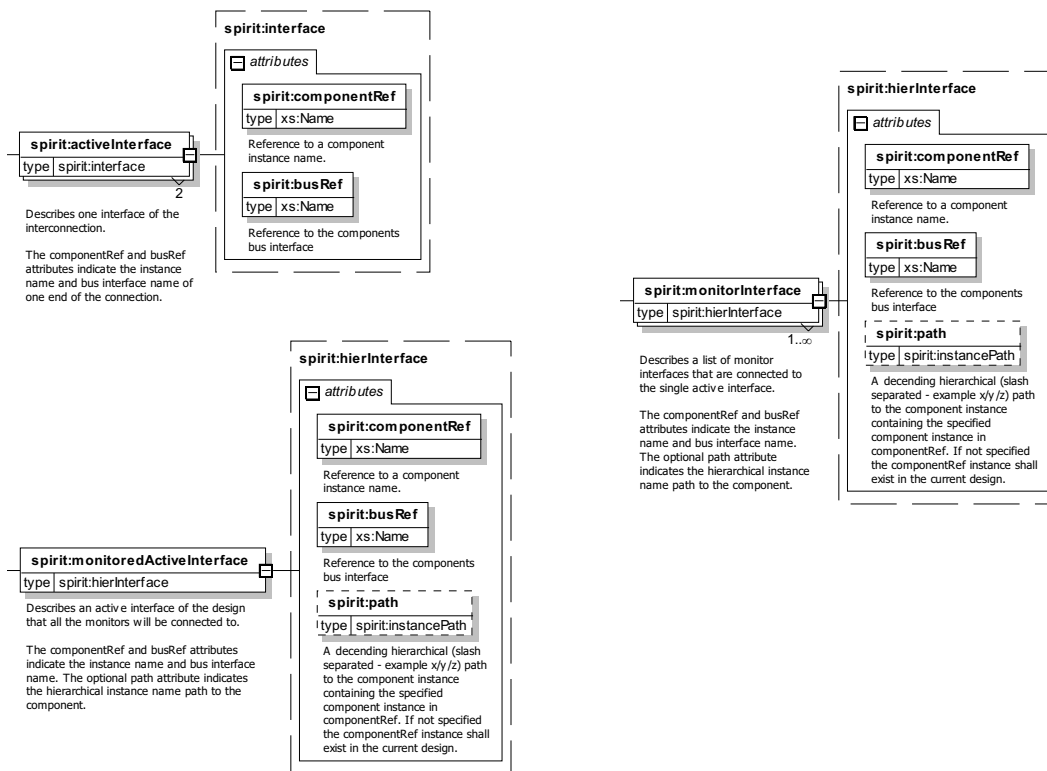 spirit:interface
attributes
spirit:componentRef
type xs:Name
Reference to a component
instance name.
spirit:busRef
type xs:Name
Reference to the components
bus interface
spirit:activeInterface
type spirit:interface
2
Describes one interface of the
interconnection.
The componentRef and busRef
attributes indicate the instance
name and bus interface name of
one end of the connection.
spirit:hierInterface
attributes
spirit:componentRef
type xs:Name
Reference to a component
instance name.
spirit:busRef
type xs:Name
Reference to the components
bus interface
spirit:path
type spirit:instancePath
A decending hierarchical (slash
separated - example x/y/z) path
to the component instance
containing the specified
component instance in
componentRef. If not specified
the componentRef instance shall
exist in the current design.
spirit:monitoredActiveInterface
type spirit:hierInterface
Describes an active interface of the design
that all the monitors will be connected to.
The componentRef and busRef attributes
indicate the instance name and bus interface
name. The optional path attribute indicates
the hierarchical instance name path to the
component.
spirit:hierInterface
attributes
spirit:componentRef
type xs:Name
Reference to a component
instance name.
spirit:busRef
type xs:Name
Reference to the components
bus interface
spirit:path
type spirit:instancePath
A decending hierarchical (slash
separated - example x/y/z) path
to the component instance
containing the specified
component instance in
componentRef. If not specified
the componentRef instance shall
exist in the current design.
spirit:monitorInterface
type spirit:hierInterface
1..∞
Describes a list of monitor
interfaces that are connected to
the single active interface.
The componentRef and busRef
attributes indicate the instance
name and bus interface name.
The optional path attribute
indicates the hierarchical instance
name path to the component.